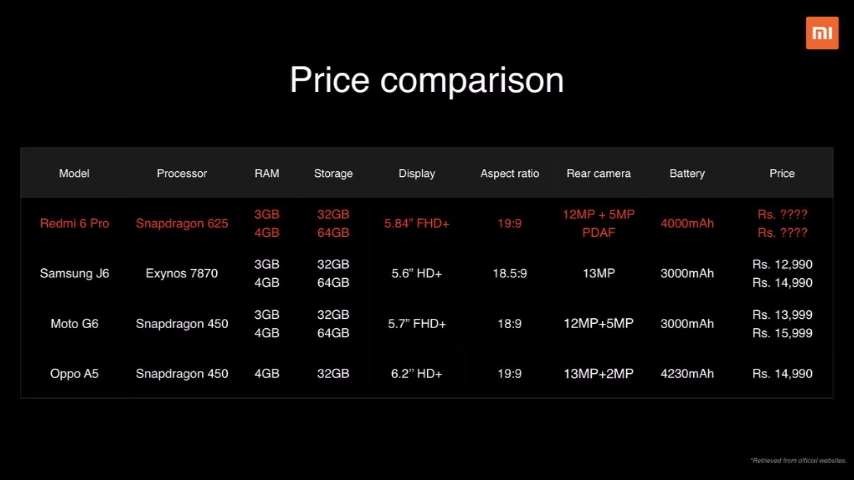 mi
Price comparison
Model Processor RAM Storage Display Aspect ratio Rear camera Battery Price
Redmi 6 Pro Snapdragon 625 3GB 4GB 32GB 64GB 5.84” FHD+ 19:9 12MP + 5MP PDAF 4000mAh Rs. ???? Rs. ????
Samsung J6 Exynos 7870 3GB 4GB 32GB 64GB 5.6” HD+ 18.5:9 13MP 3000mAh Rs. 12,990 Rs. 14,990
Moto G6 Snapdragon 450 3GB 4GB 32GB 64GB 5.7” FHD+ 18:9 12MP+5MP 3000mAh Rs. 13,999 Rs. 15,999
Oppo A5 Snapdragon 450 4GB 32GB 6.2” HD+ 19:9 13MP+2MP 4230mAh Rs. 14,990
*Retrieved from official websites.